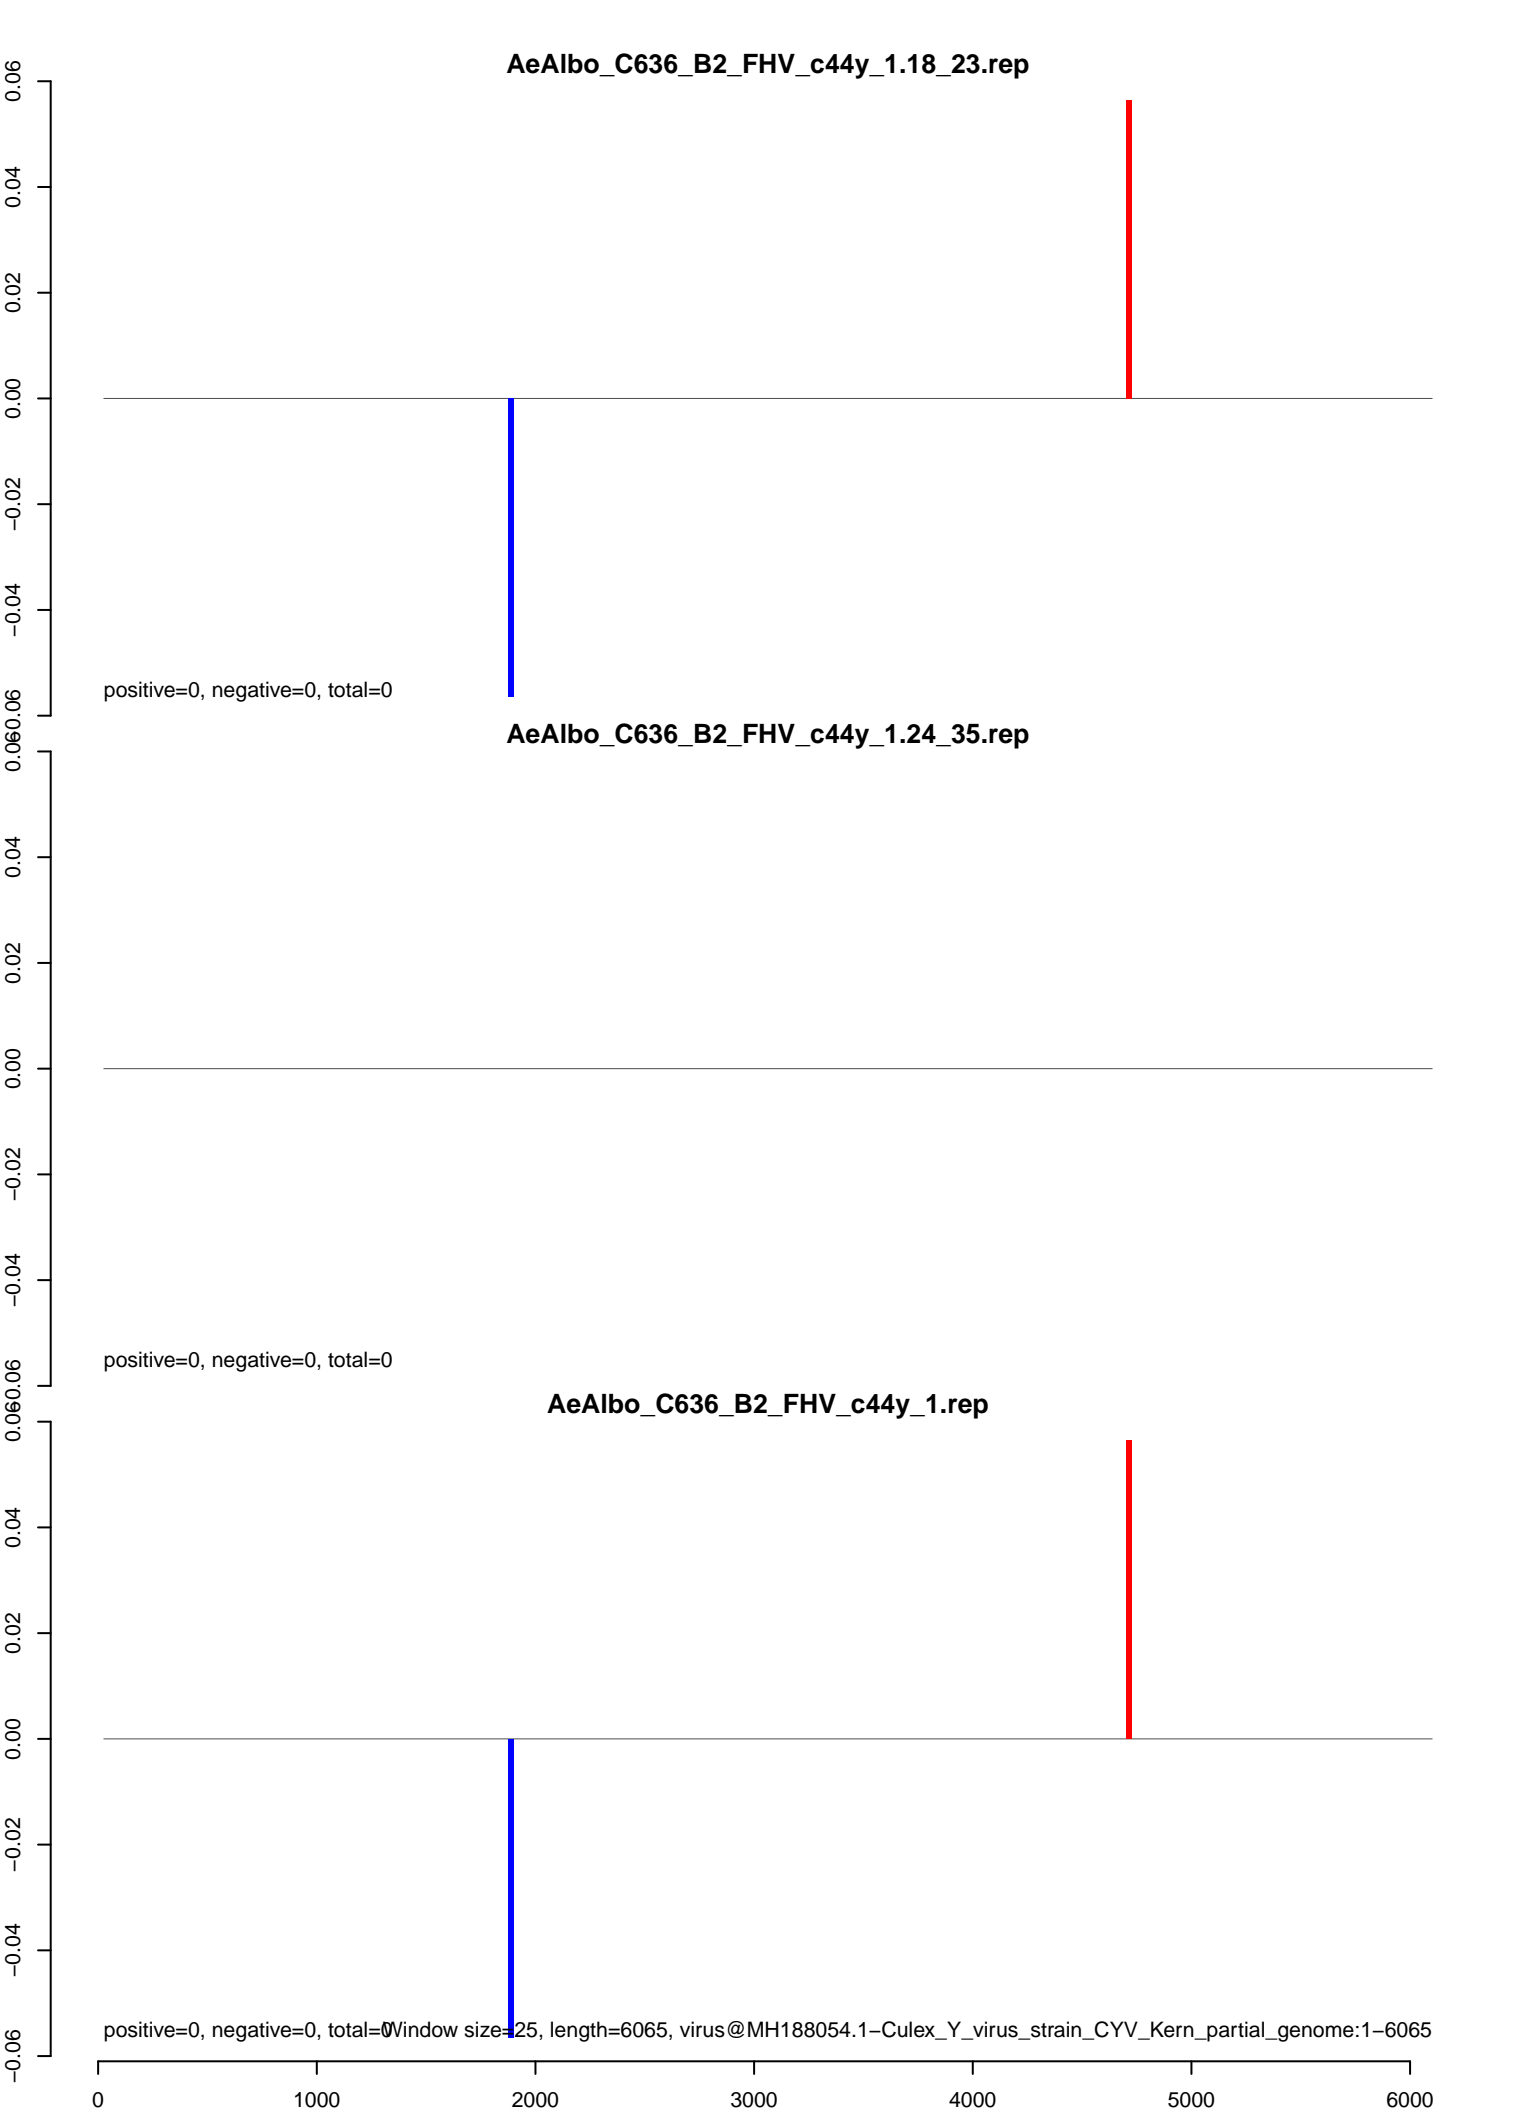 AeAlbo_C636_B2_FHV_c44y_1.18_23.rep
0.06
0.04
0.02
0.00
−0.02
−0.04
−0.06
positive=0, negative=0, total=0
AeAlbo_C636_B2_FHV_c44y_1.24_35.rep
0.06
0.04
0.02
0.00
−0.02
−0.04
−0.06
positive=0, negative=0, total=0
AeAlbo_C636_B2_FHV_c44y_1.rep
0.06
0.04
0.02
0.00
−0.02
−0.04
−0.06
positive=0, negative=0, total=0
Window size=25, length=6065, virus@MH188054.1−Culex_Y_virus_strain_CYV_Kern_partial_genome:1−6065
0 1000 2000 3000 4000 5000 6000